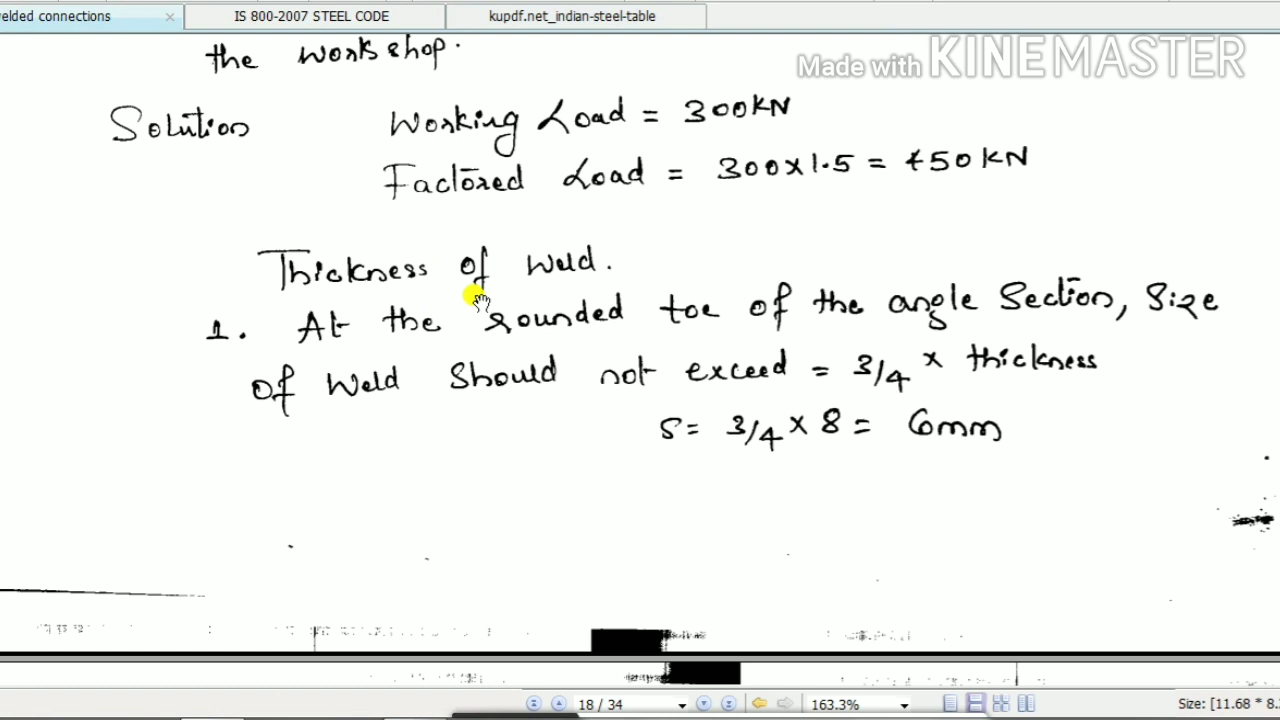 elded connections
IS 800-2007 STEEL CODE
kupdf.net_indian-steel-table
Made with KINEMASTER
the workshop.
Solution Working Load = 300KN
Factored Load = 300x1.5 = 450KN
Thickness of Weld.
1. At the rounded toe of the angle Section, Size
of Weld Should not exceed = 3/4 x thickness
S = 3/4 x 8 = 6mm
18 / 34
163.3%
Size: [11.68 * 8.